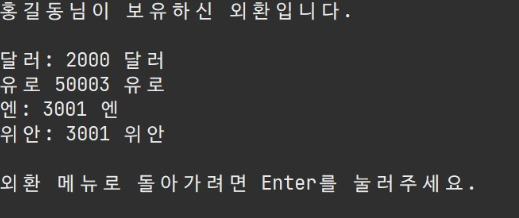 홍길동님이 보유하신 외환입니다.
달러: 2000 달러
유로 50003 유로
엔: 3001 엔
위안: 3001 위안
외환 메뉴로 돌아가려면 Enter를 눌러주세요.